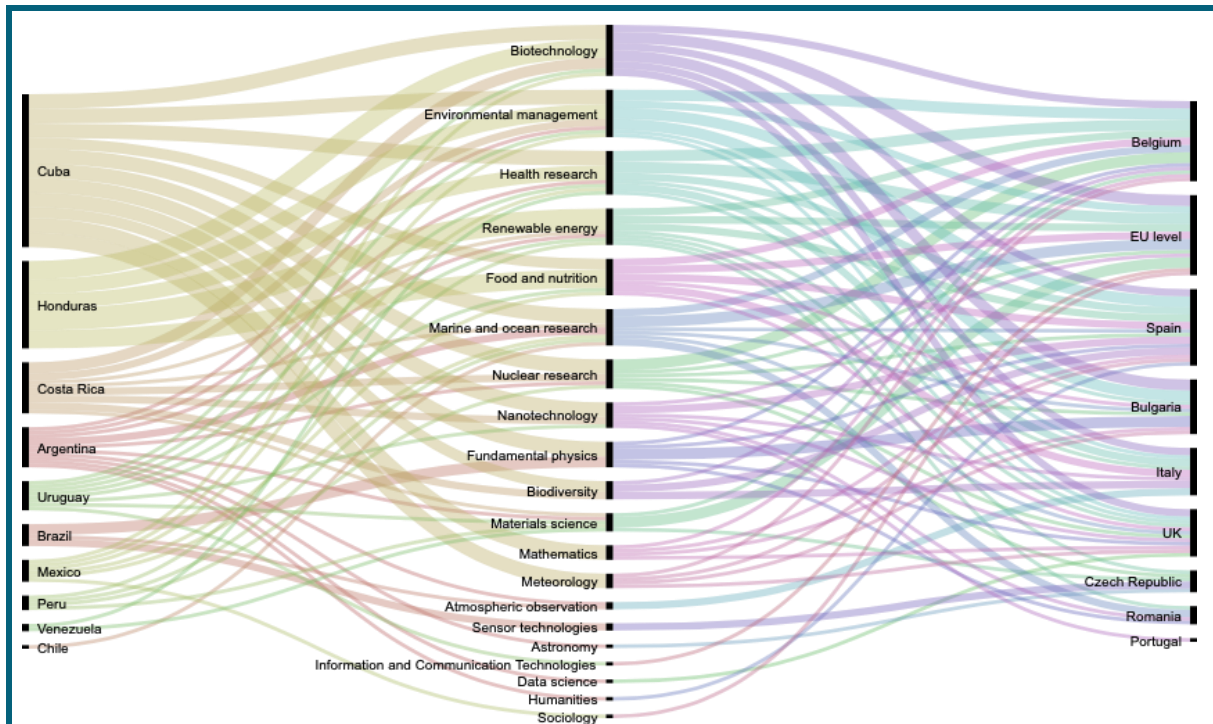 Cuba
Honduras
Costa Rica
Argentina
Uruguay
Brazil
Mexico
Peru
Venezuela
Chile
Biotechnology
Environmental management
Health research
Renewable energy
Food and nutrition
Marine and ocean research
Nuclear research
Nanotechnology
Fundamental physics
Biodiversity
Materials science
Mathematics
Meteorology
Atmospheric observation
Sensor technologies
Astronomy
Information and Communication Technologies
Data science
Humanities
Sociology
Belgium
EU level
Spain
Bulgaria
Italy
UK
Czech Republic
Romania
Portugal